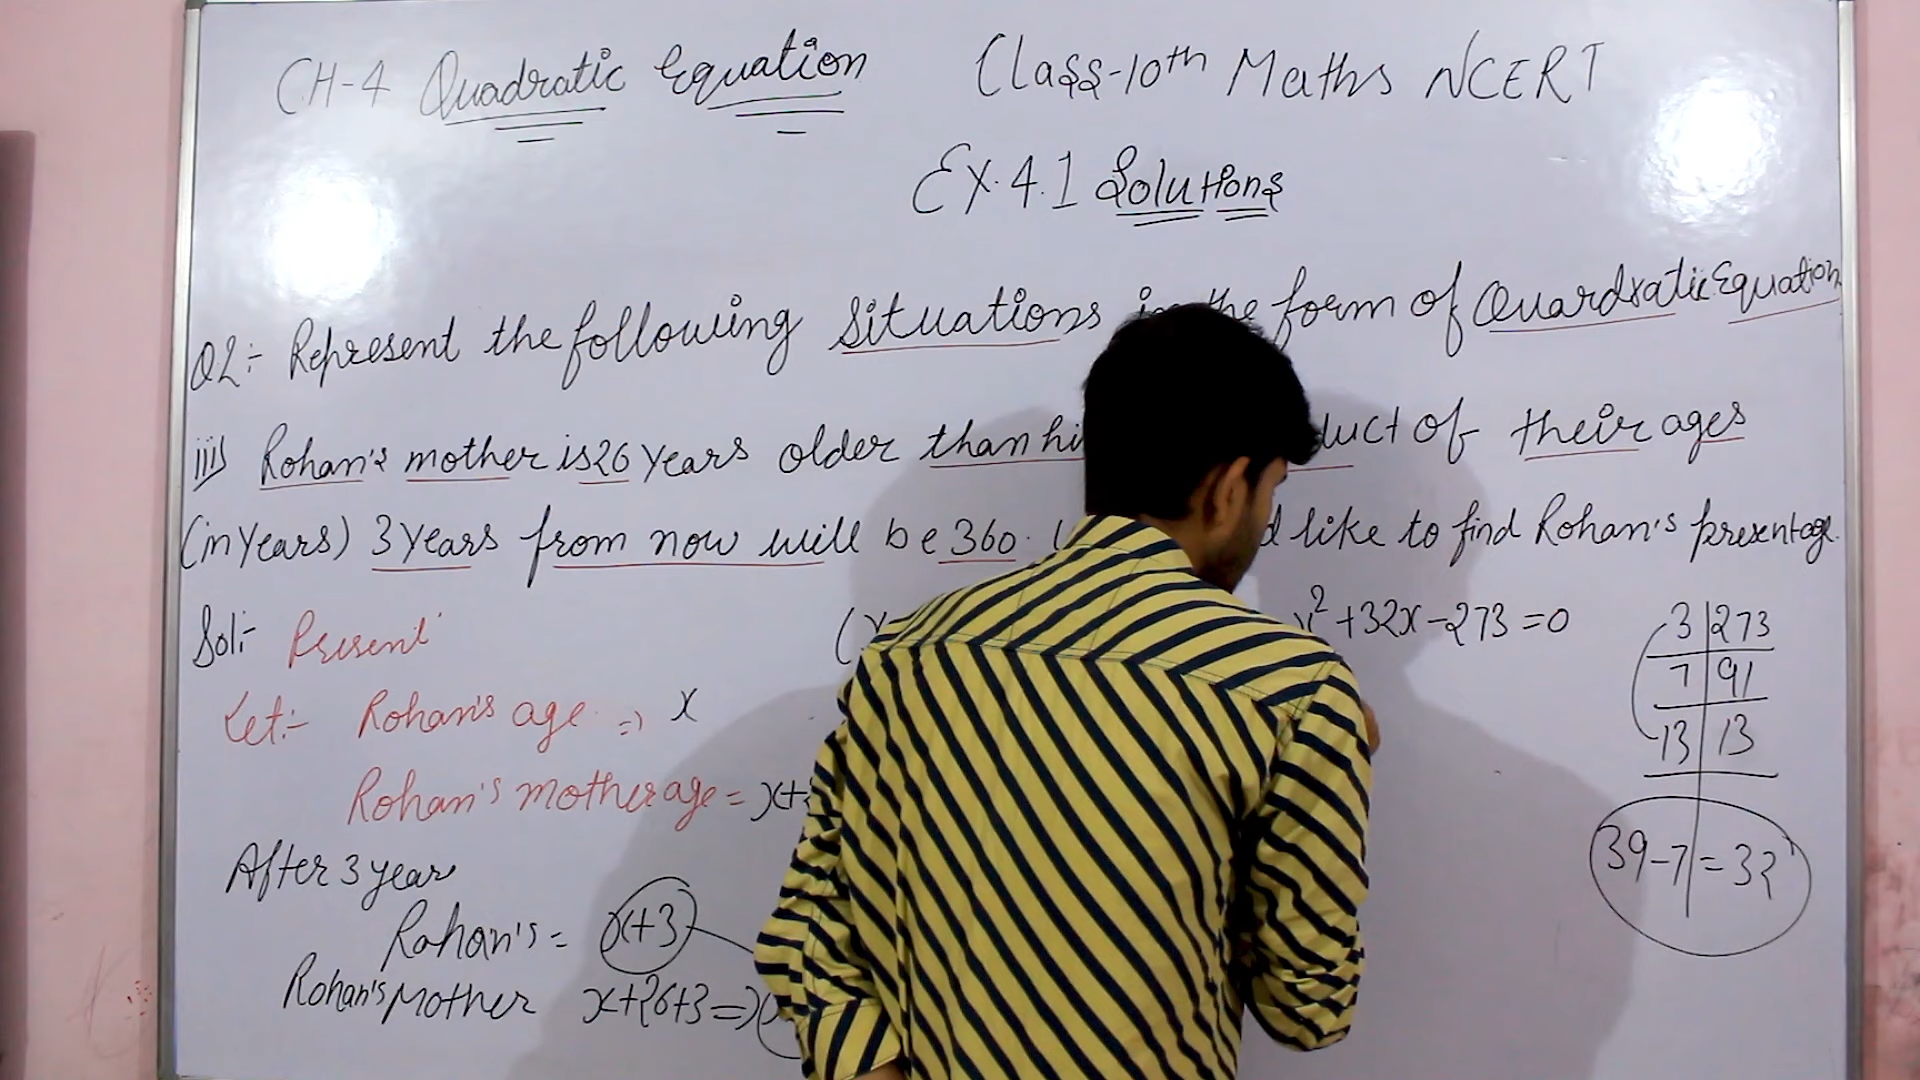 CH-4 Quadratic Equation Class-10th Maths NCERT
EX.4.1 Solutions
Q2:- Represent the following situations in the form of Quardratic Equation
iii) Rohan's mother is 26 years older than his of their ages
(in years) 3 years from now will be 360. like to find Rohan's present age.
Sol:- Present
x²+32x-273=0
Let:- Rohan's age => x
Rohan's mother age = x+
After 3 year
Rohan's = x+3
Rohan's Mother x+26+3=>
3|273
7|91
13|13
39-7=32